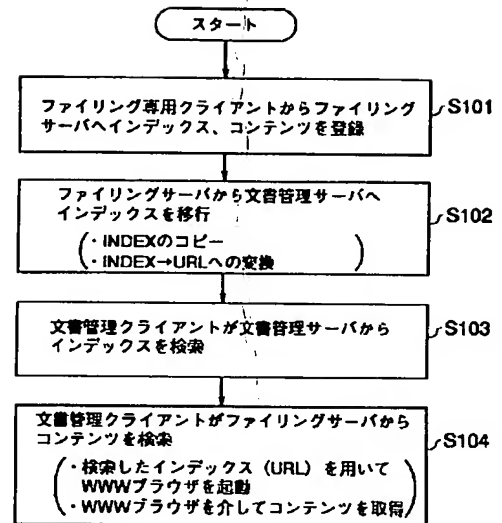 スタート
ファイリング専用クライアントからファイリング
サーバへインデックス、コンテンツを登録
S101
ファイリングサーバから文書管理サーバへ
インデックスを移行
・INDEXのコピー
・INDEX→URLへの変換
S102
文書管理クライアントが文書管理サーバから
インデックスを検索
S103
文書管理クライアントがファイリングサーバから
コンテンツを検索
・検索したインデックス（URL）を用いて
WWWブラウザを起動
・WWWブラウザを介してコンテンツを取得
S104